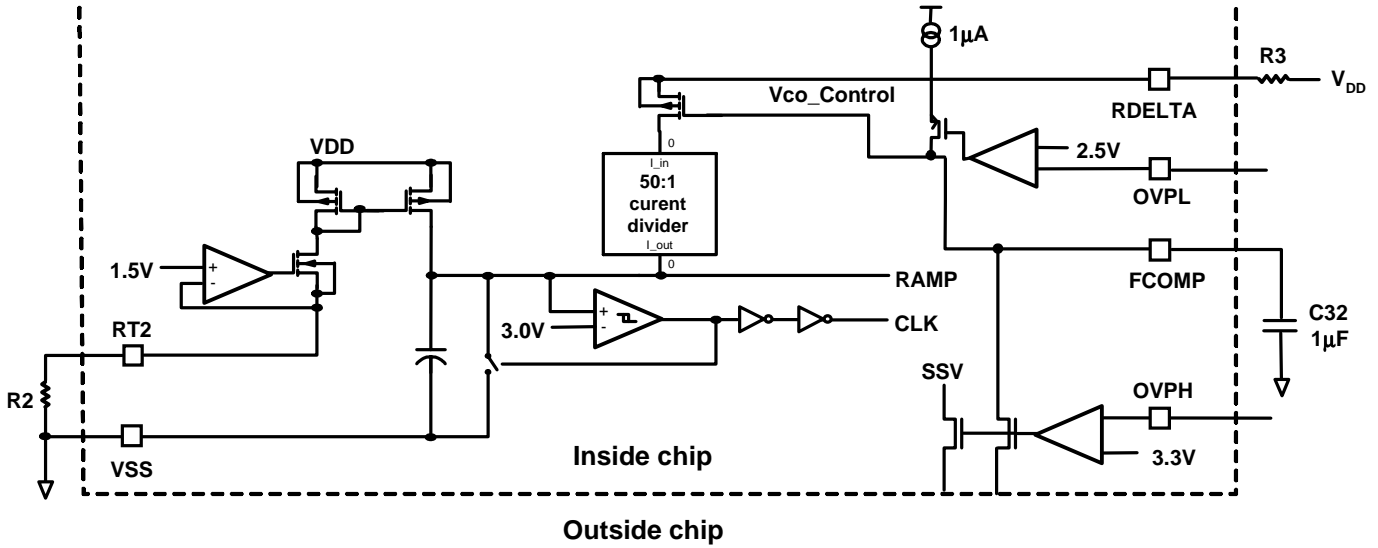 1μA
R3
V_DD
RDELTA
Vco_Control
VDD
0
I_in
50:1
curent
divider
I_out
0
2.5V
OVPL
1.5V
+
-
RAMP
FCOMP
3.0V
+
-
CLK
C32
1μF
RT2
R2
SSV
OVPH
3.3V
VSS
Inside chip
Outside chip